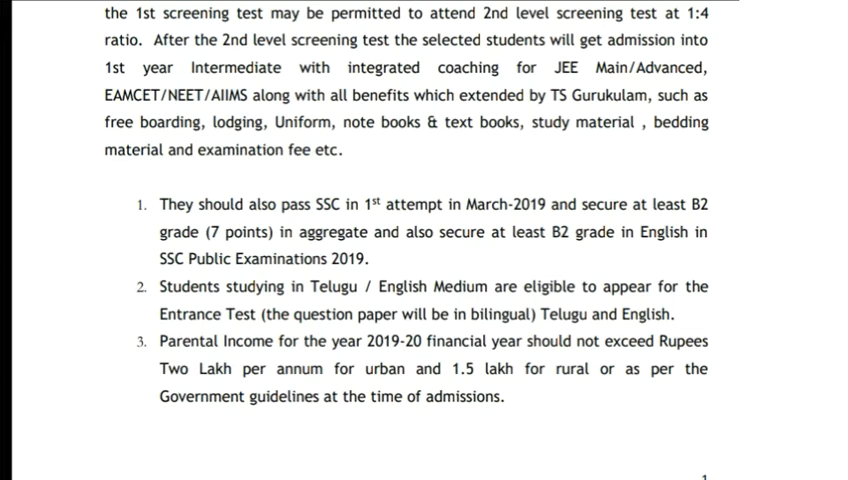 the 1st screening test may be permitted to attend 2nd level screening test at 1:4
ratio. After the 2nd level screening test the selected students will get admission into
1st year Intermediate with integrated coaching for JEE Main/Advanced,
EAMCET/NEET/AIIMS along with all benefits which extended by TS Gurukulam, such as
free boarding, lodging, Uniform, note books & text books, study material , bedding
material and examination fee etc.
1. They should also pass SSC in 1st attempt in March-2019 and secure at least B2
grade (7 points) in aggregate and also secure at least B2 grade in English in
SSC Public Examinations 2019.
2. Students studying in Telugu / English Medium are eligible to appear for the
Entrance Test (the question paper will be in bilingual) Telugu and English.
3. Parental Income for the year 2019-20 financial year should not exceed Rupees
Two Lakh per annum for urban and 1.5 lakh for rural or as per the
Government guidelines at the time of admissions.
1